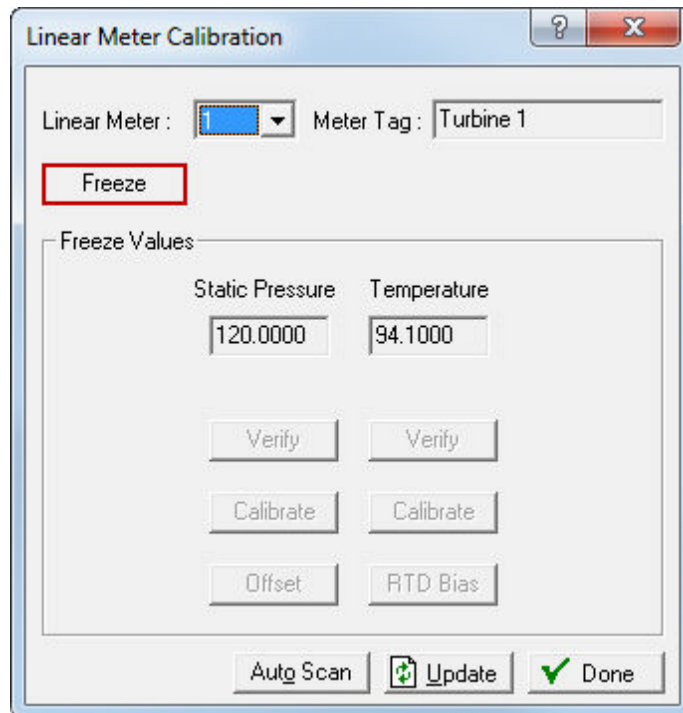 Linear Meter Calibration
Linear Meter : 1 Meter Tag : Turbine 1
Freeze
Freeze Values
Static Pressure Temperature
120.0000 94.1000
Verify Verify
Calibrate Calibrate
Offset RTD Bias
Auto Scan Update Done